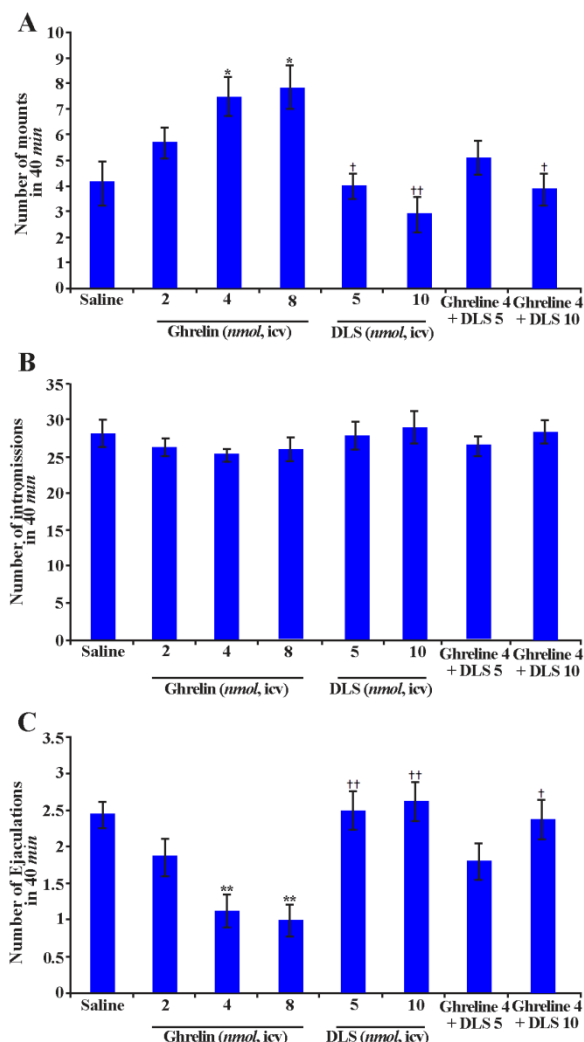 A
Number of mounts
in 40 min
10
9
8
7
6
5
4
3
2
1
0
*
*
†
††
†
Saline
2
4
8
5
10
Ghreline 4
+ DLS 5
Ghreline 4
+ DLS 10
Ghrelin (nmol, icv)
DLS (nmol, icv)
B
Number of intromissions
in 40 min
35
30
25
20
15
10
5
0
Saline
2
4
8
5
10
Ghreline 4
+ DLS 5
Ghreline 4
+ DLS 10
Ghrelin (nmol, icv)
DLS (nmol, icv)
C
Number of Ejaculations
in 40 min
3.5
3
2.5
2
1.5
1
0.5
0
**
**
††
††
†
Saline
2
4
8
5
10
Ghreline 4
+ DLS 5
Ghreline 4
+ DLS 10
Ghrelin (nmol, icv)
DLS (nmol, icv)